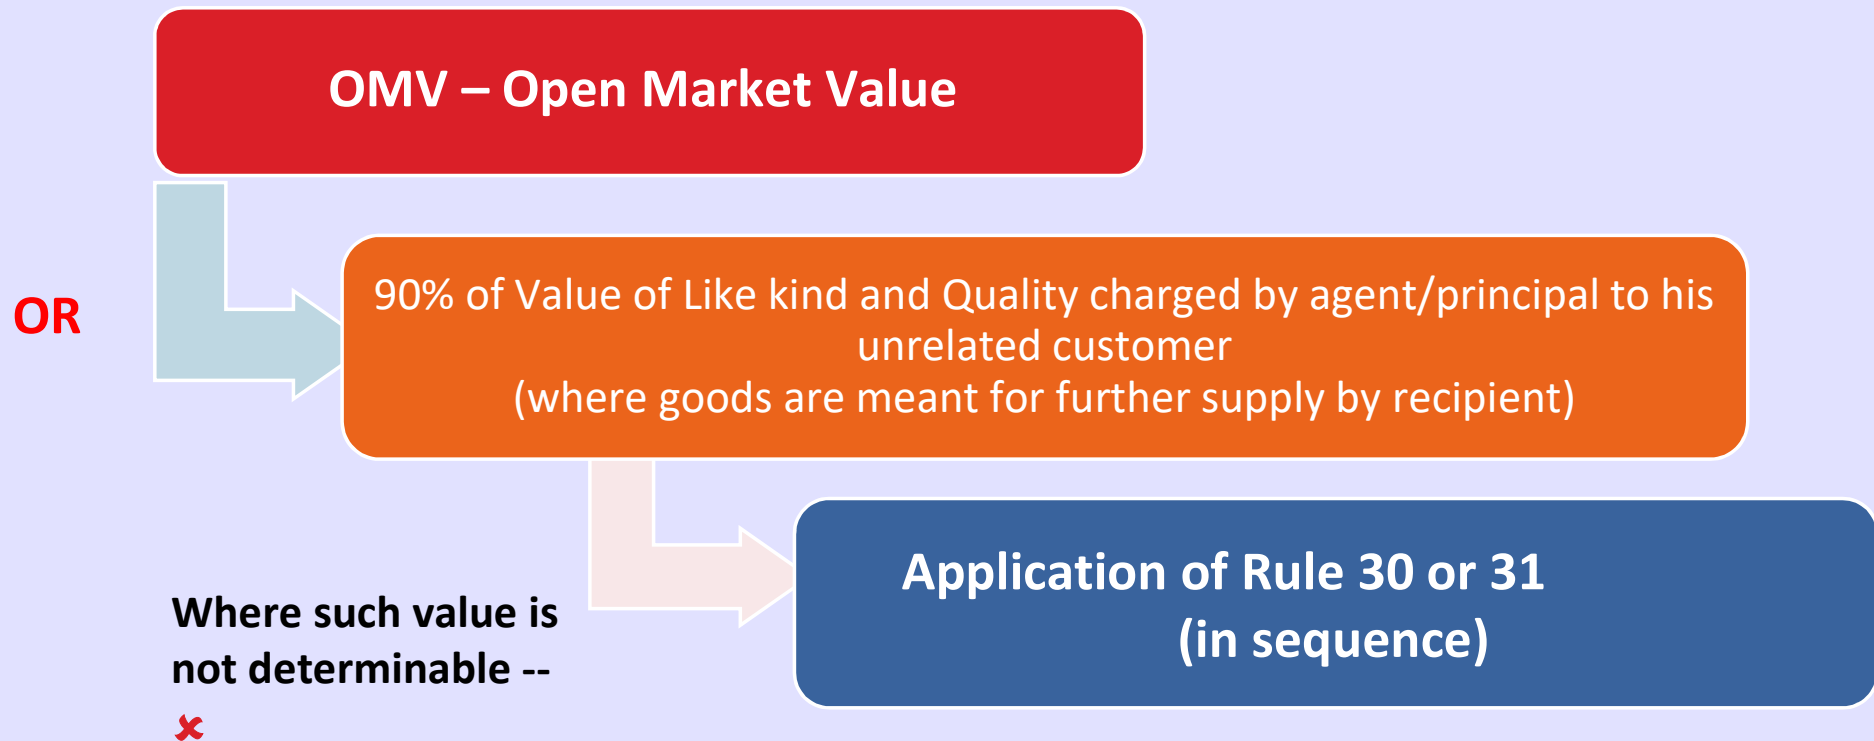 OMV – Open Market Value
OR
90% of Value of Like kind and Quality charged by agent/principal to his
unrelated customer
(where goods are meant for further supply by recipient)
Where such value is
not determinable --
✘
Application of Rule 30 or 31
(in sequence)